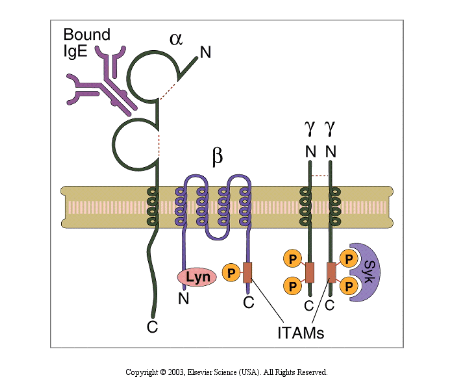 Bound
IgE
α
N
β
γ γ
N N
Lyn
P
P
P
P
P
Syk
N
C
C C
C
ITAMs
Copyright © 2003, Elsevier Science (USA). All Rights Reserved.